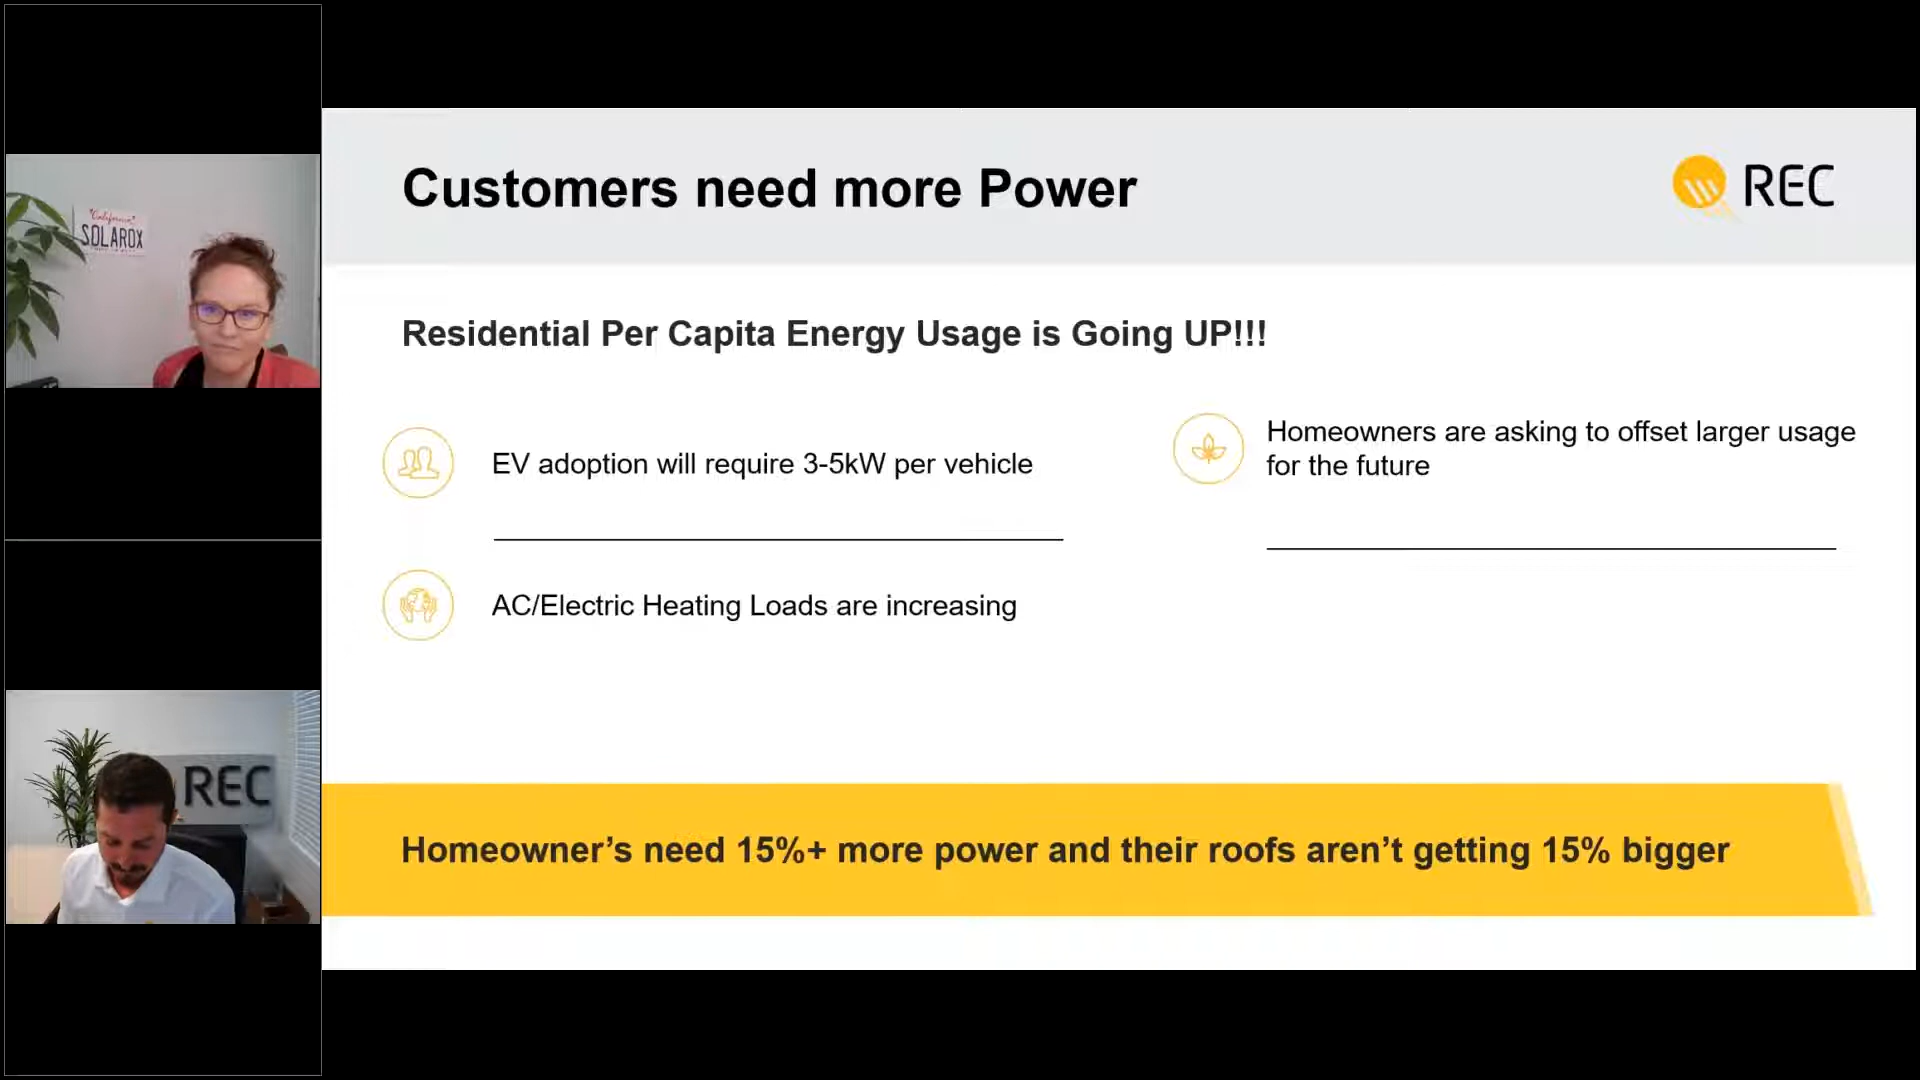 California
SOLAROX
REC
Customers need more Power
REC
Residential Per Capita Energy Usage is Going UP!!!
EV adoption will require 3-5kW per vehicle
AC/Electric Heating Loads are increasing
Homeowners are asking to offset larger usage
for the future
Homeowner’s need 15%+ more power and their roofs aren’t getting 15% bigger